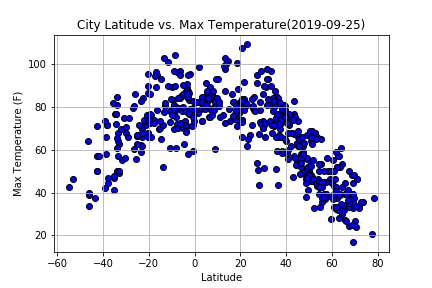 City Latitude vs. Max Temperature(2019-09-25)
100
80
60
40
20
Max Temperature (F)
−60 −40 −20 0 20 40 60 80
Latitude